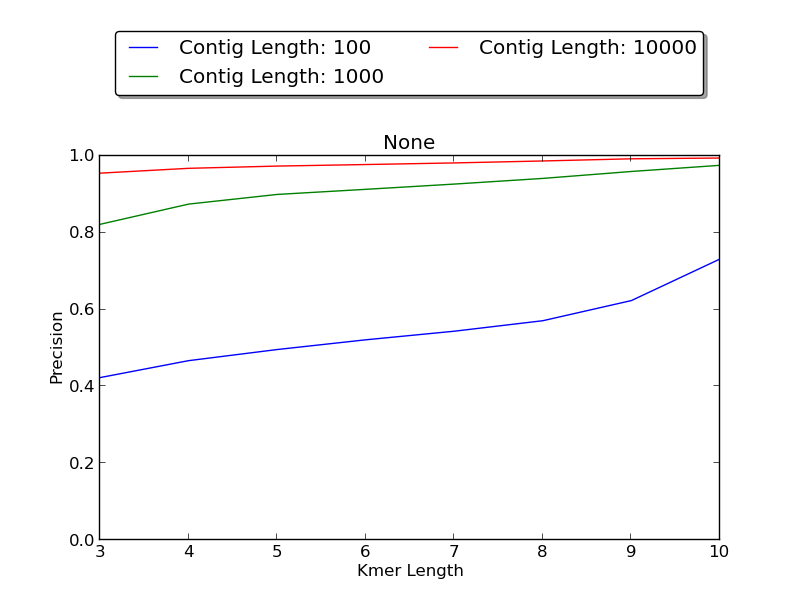 Contig Length: 100
Contig Length: 10000
Contig Length: 1000
None
1.0
0.8
0.6
0.4
0.2
0.0
Precision
3 4 5 6 7 8 9 10
Kmer Length